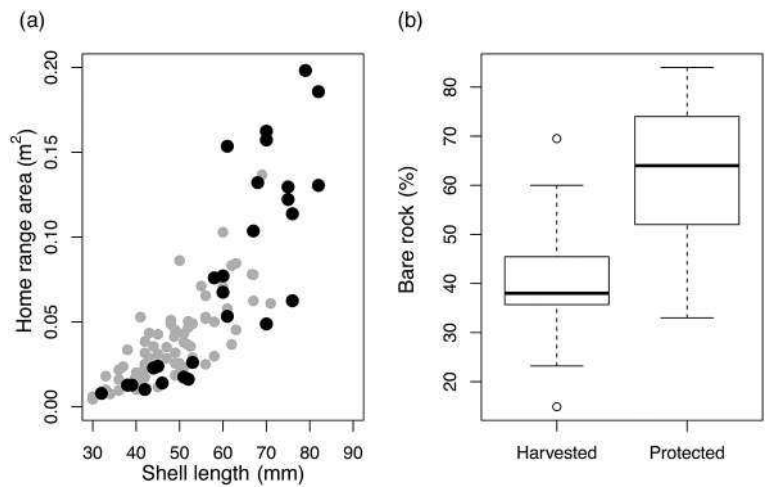 (a)
Home range area (m²)
0.20
0.15
0.10
0.05
0.00
30 40 50 60 70 80 90
Shell length (mm)
(b)
Bare rock (%)
80
70
60
50
40
30
20
Harvested Protected